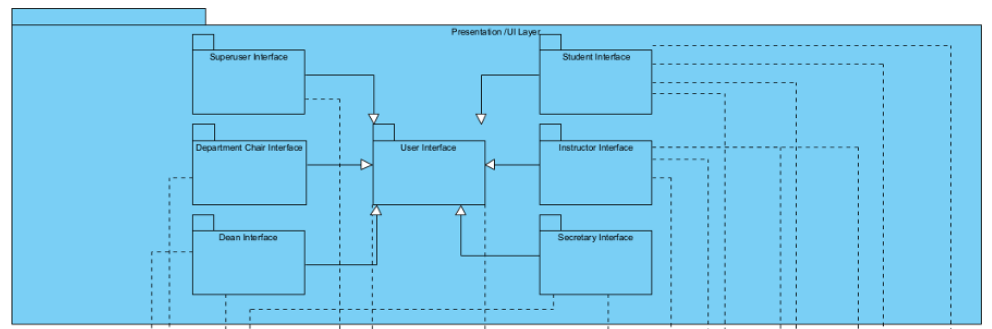 Presentation /UI Layer
Superuser Interface
Student Interface
Department Chair Interface
User Interface
Instructor Interface
Dean Interface
Secretary Interface